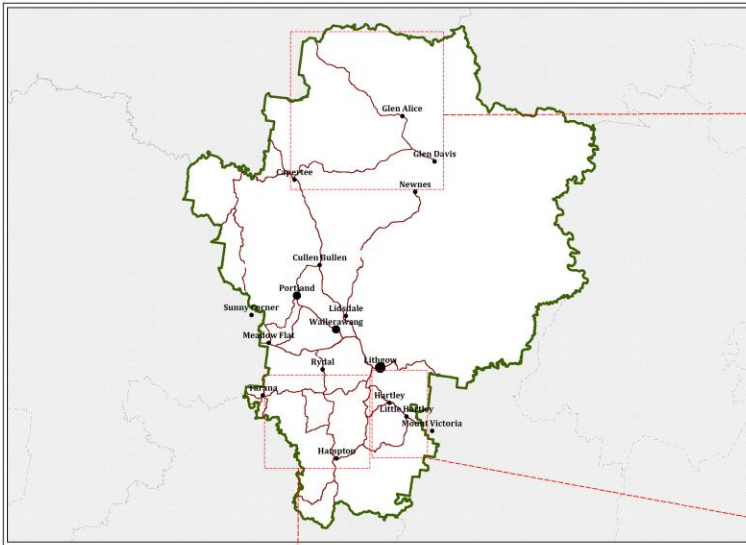 Glen Alice
Glen Davis
Capertee
Newnes
Cullen Bullen
Portland
Sunny Corner
Lidsdale
Wallerawang
Meadow Flat
Rydal
Lithgow
Tarana
Hartley
Little Hartley
Mount Victoria
Hampton